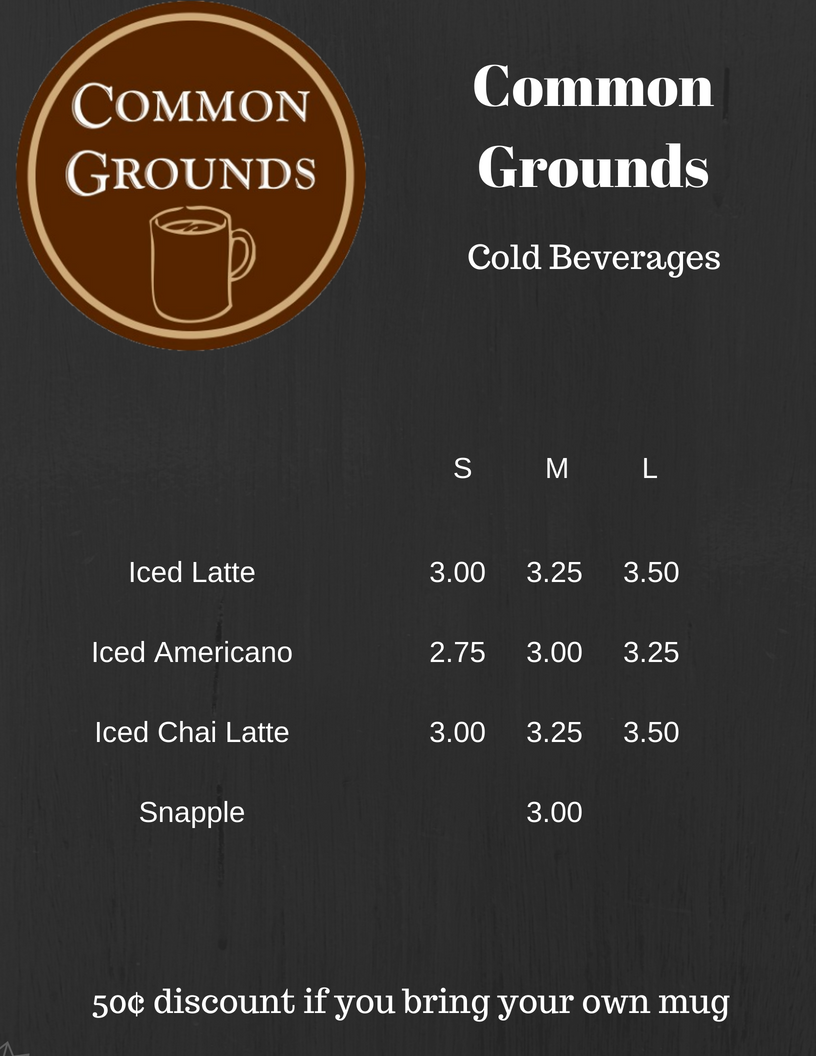 COMMON
GROUNDS
Common
Grounds
Cold Beverages
S M L
Iced Latte 3.00 3.25 3.50
Iced Americano 2.75 3.00 3.25
Iced Chai Latte 3.00 3.25 3.50
Snapple 3.00
50¢ discount if you bring your own mug